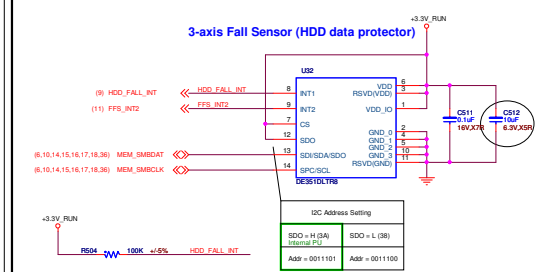 +3.3V_RUN
3-axis Fall Sensor (HDD data protector)
U32
(9) HDD_FALL_INT HDD_FALL_INT 8 INT1 VDD 6
RSVD(VDD) 3
(11) FFS_INT2 FFS_INT2 9 INT2
VDD_IO 1
7 CS
12 SDO
GND_0 2
GND_1 4
GND_2 5
GND_3 10
RSVD(GND) 11
(6,10,14,15,16,17,18,36) MEM_SMBDAT 13 SDI/SDA/SDO
(6,10,14,15,16,17,18,36) MEM_SMBCLK 14 SPC/SCL
DE351DLTR8
C511
0.1uF
16V,X7R
C512
10uF
6.3V,X5R
I2C Address Setting
SDO = H (3A) SDO = L (3B)
Internal PU
Addr = 0011101 Addr = 0011100
+3.3V_RUN
R504 100K +/-5% HDD_FALL_INT